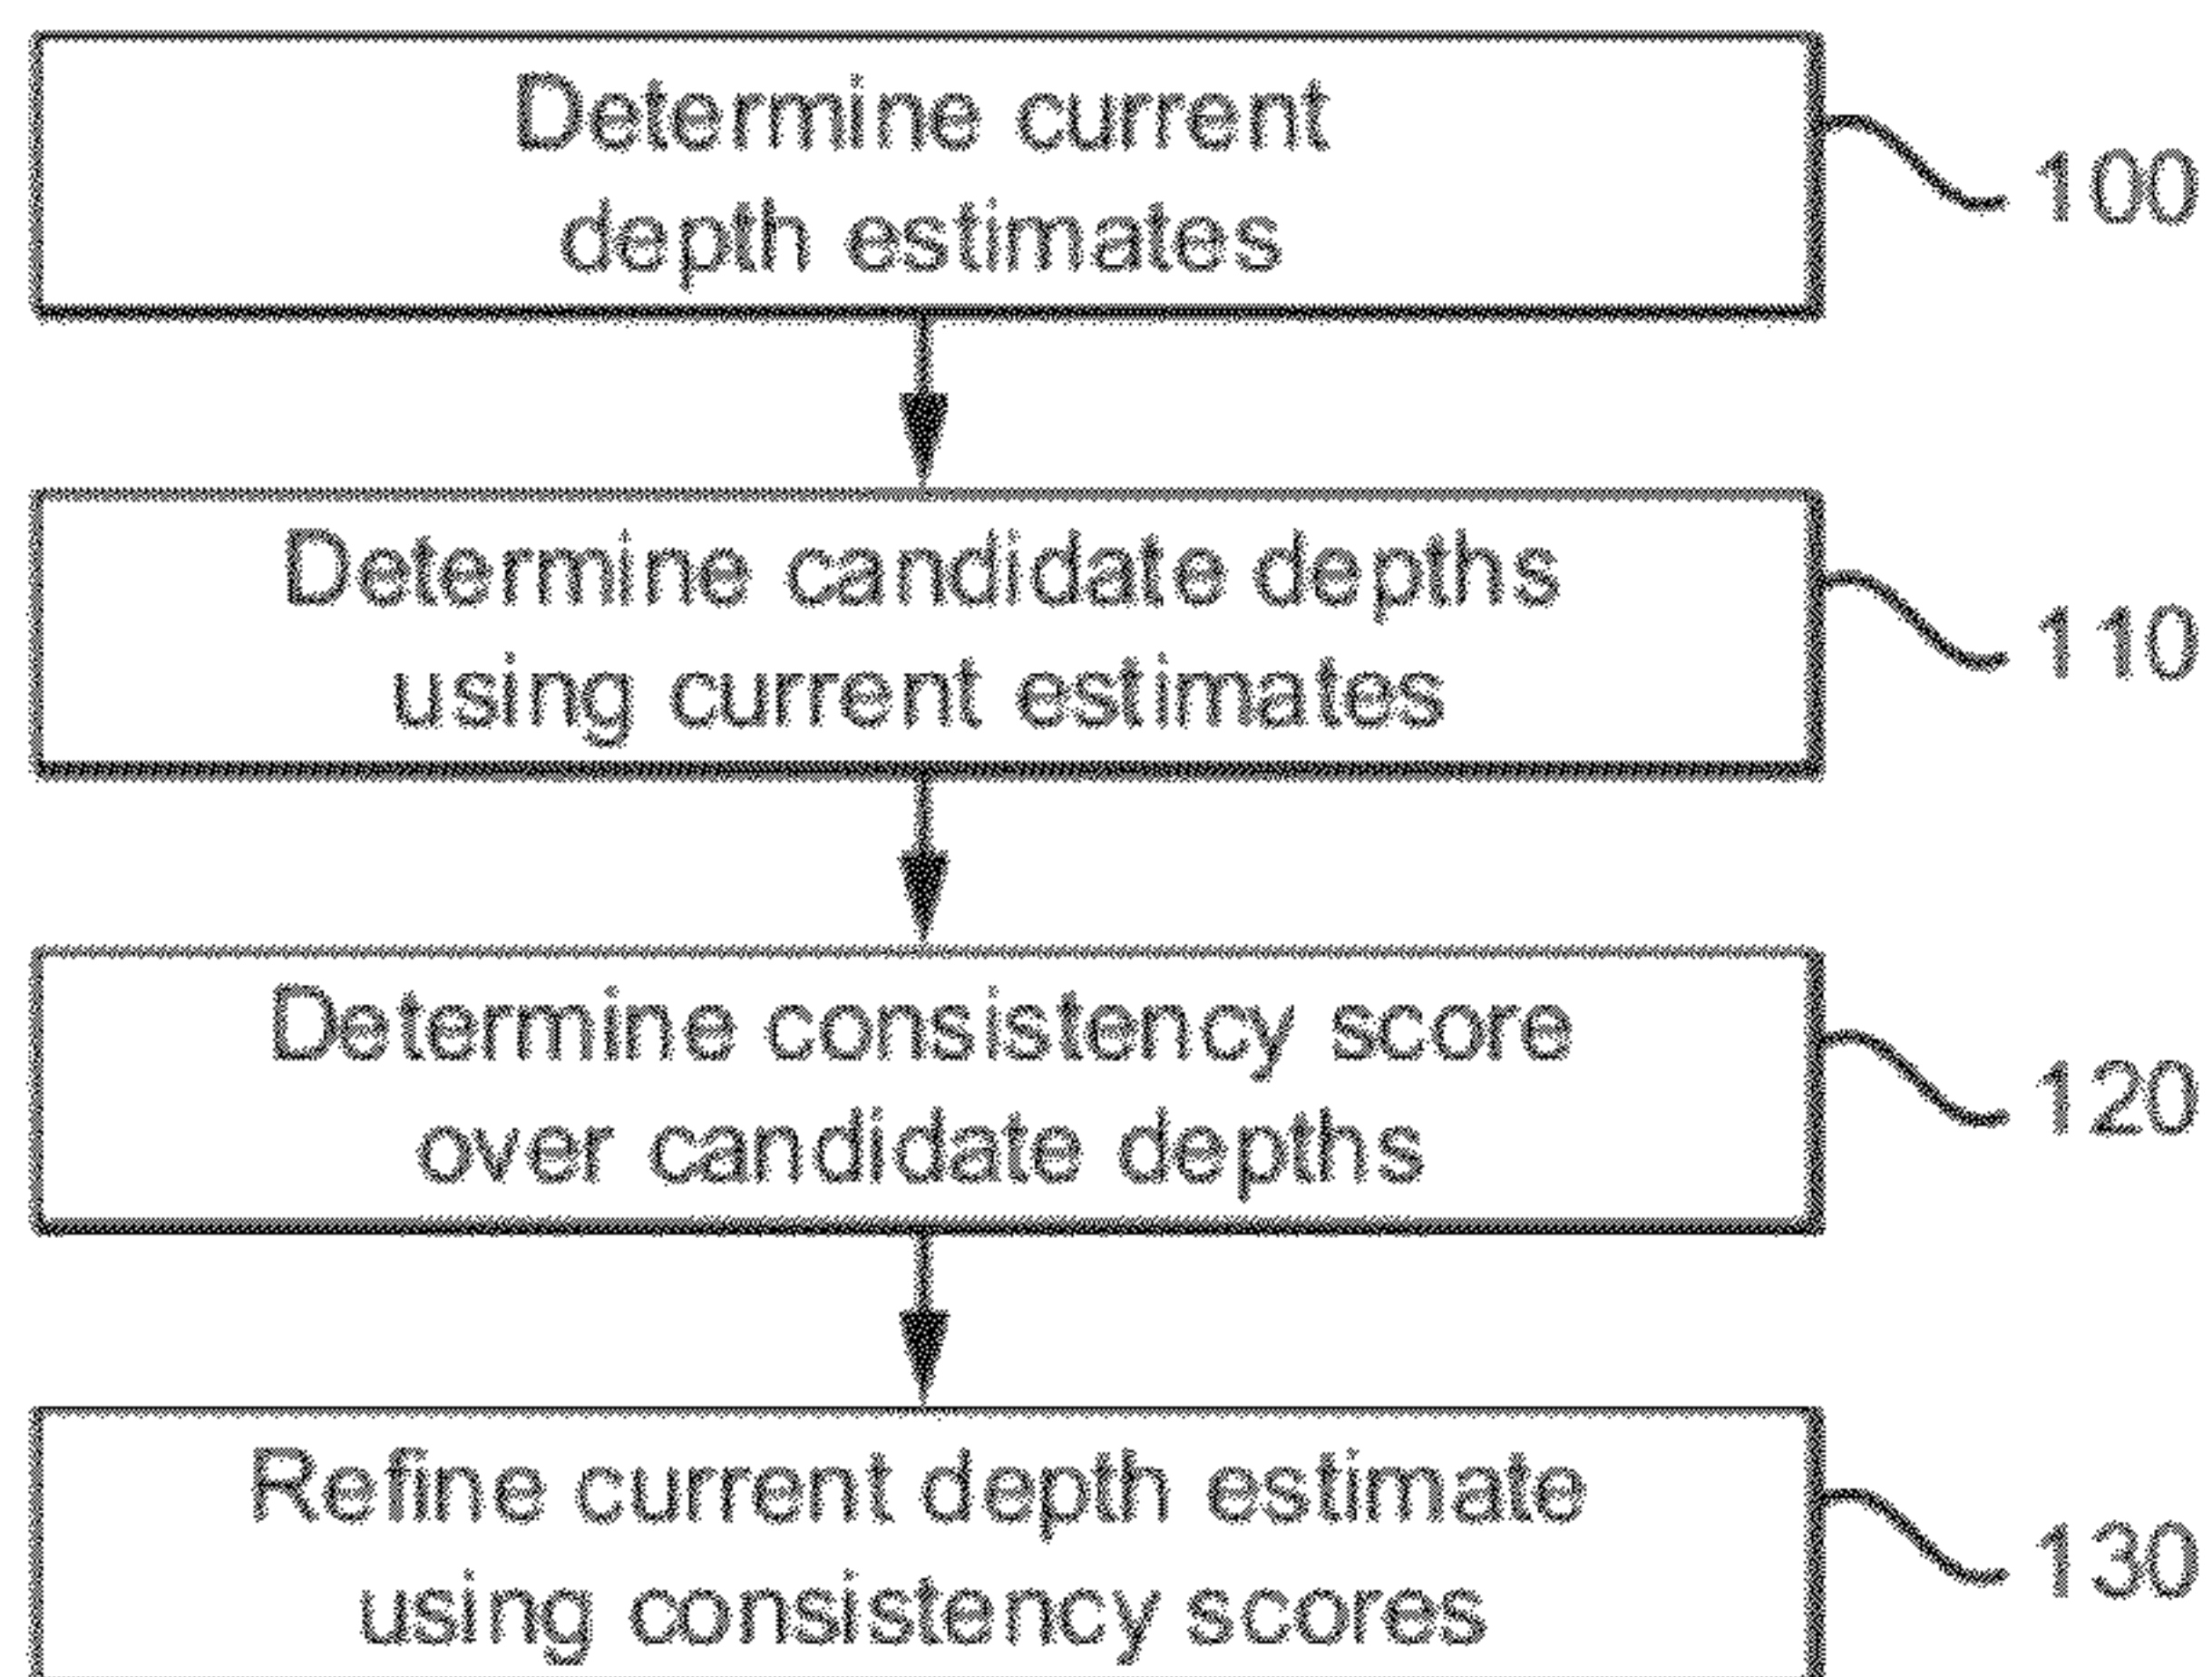 Determine current
depth estimates
100
Determine candidate depths
using current estimates
110
Determine consistency score
over candidate depths
120
Refine current depth estimate
using consistency scores
130